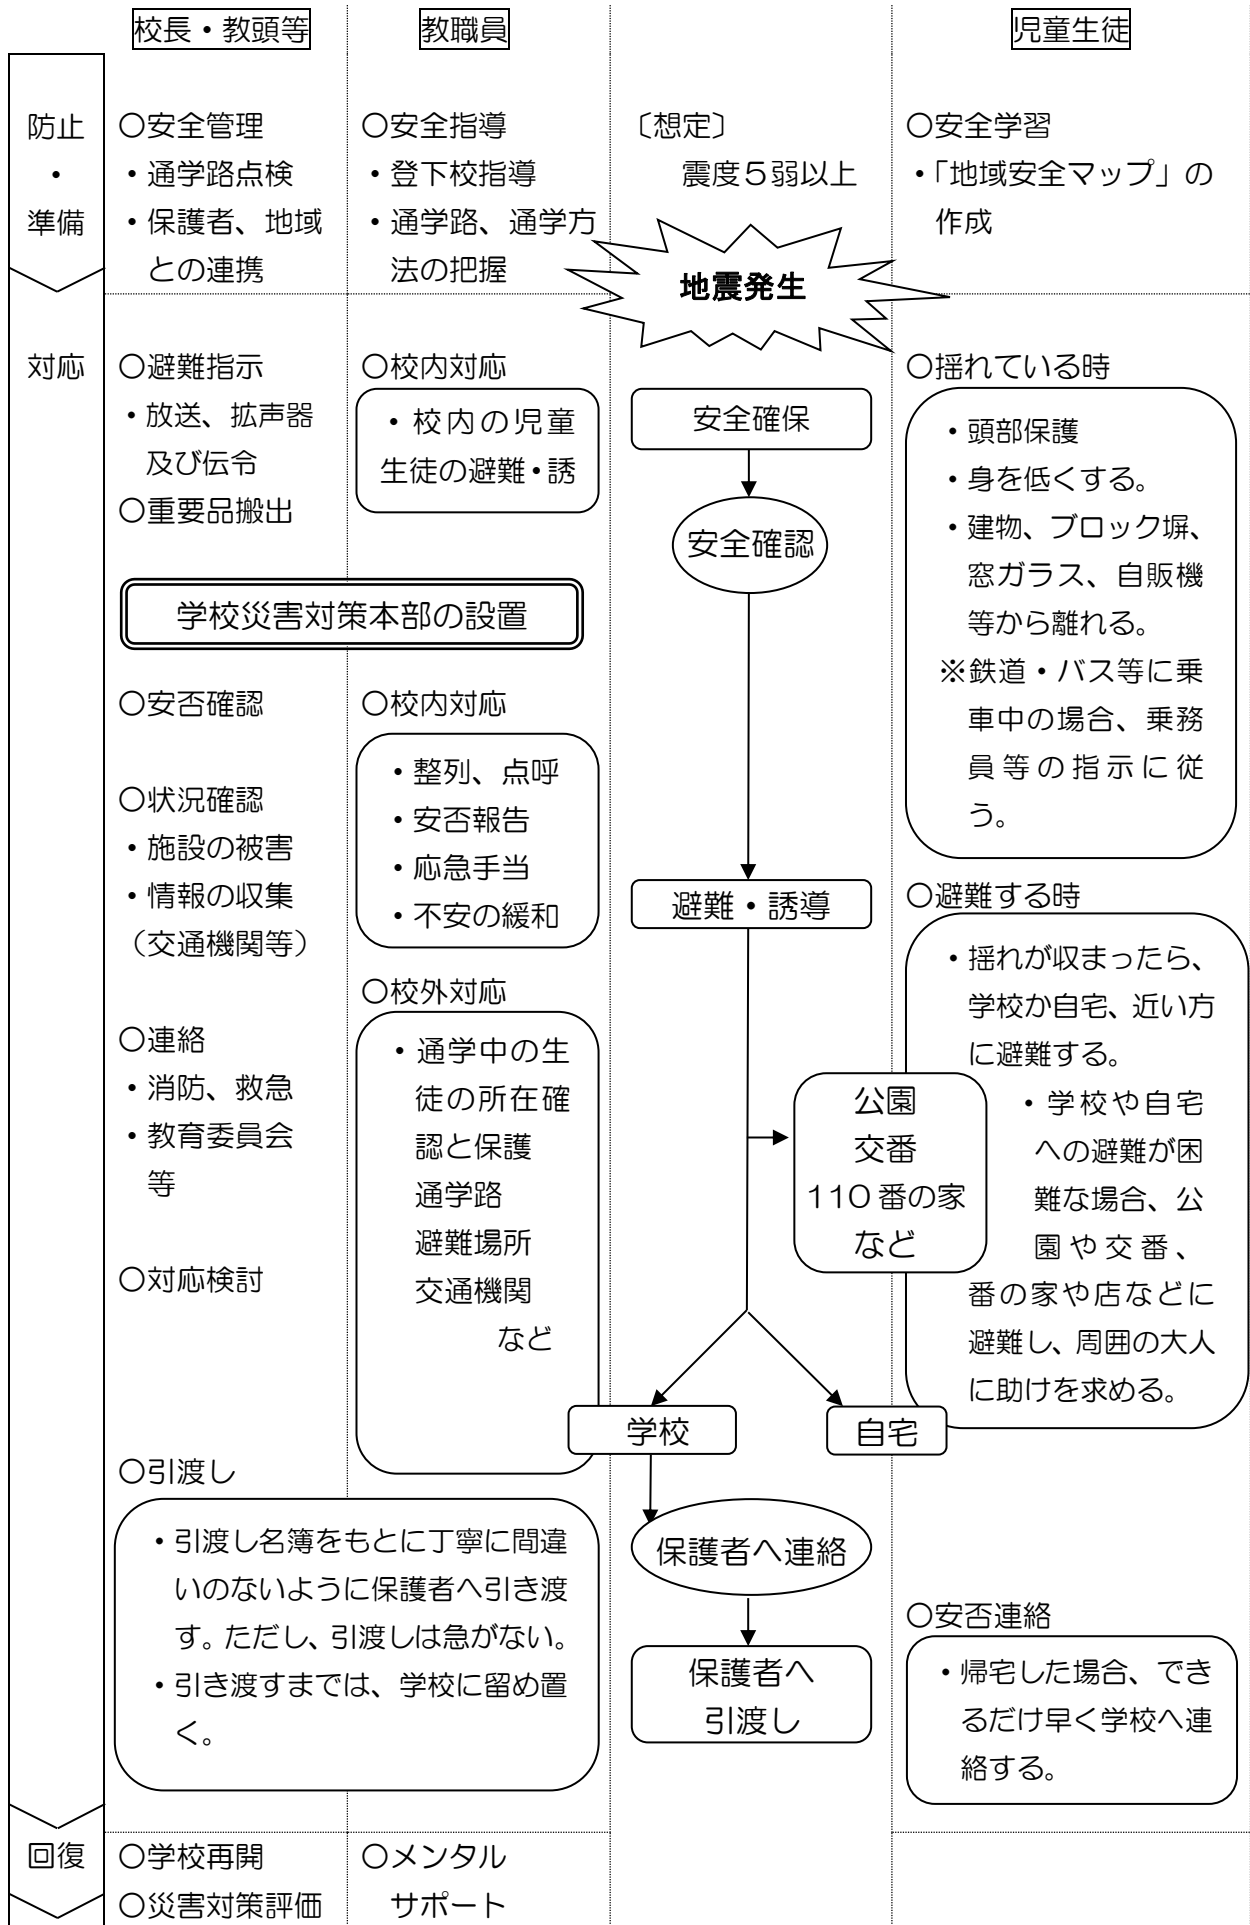 校長・教頭等
教職員
児童生徒
防止
・
準備
○安全管理
・通学路点検
・保護者、地域
との連携
○安全指導
・登下校指導
・通学路、通学方
法の把握
〔想定〕
震度5弱以上
地震発生
○安全学習
・「地域安全マップ」の
作成
対応
○避難指示
・放送、拡声器
及び伝令
○重要品搬出
○校内対応
・校内の児童
生徒の避難・誘
学校災害対策本部の設置
○安否確認
○状況確認
・施設の被害
・情報の収集
(交通機関等)
○連絡
・消防、救急
・教育委員会
等
○対応検討
○校内対応
・整列、点呼
・安否報告
・応急手当
・不安の緩和
○校外対応
・通学中の生
徒の所在確
認と保護
通学路
避難場所
交通機関
など
○引渡し
・引渡し名簿をもとに丁寧に間違
いのないように保護者へ引き渡
す。ただし、引渡しは急がない。
・引き渡すまでは、学校に留め置
く。
安全確保
安全確認
避難・誘導
公園
交番
110番の家
など
学校
自宅
保護者へ連絡
保護者へ
引渡し
○揺れている時
・頭部保護
・身を低くする。
・建物、ブロック塀、
窓ガラス、自販機
等から離れる。
※鉄道・バス等に乗
車中の場合、乗務
員等の指示に従
う。
○避難する時
・揺れが収まったら、
学校か自宅、近い方
に避難する。
・学校や自宅
への避難が困
難な場合、公
園や交番、
番の家や店などに
避難し、周囲の大人
に助けを求める。
○安否連絡
・帰宅した場合、でき
るだけ早く学校へ連
絡する。
回復
○学校再開
○災害対策評価
○メンタル
サポート